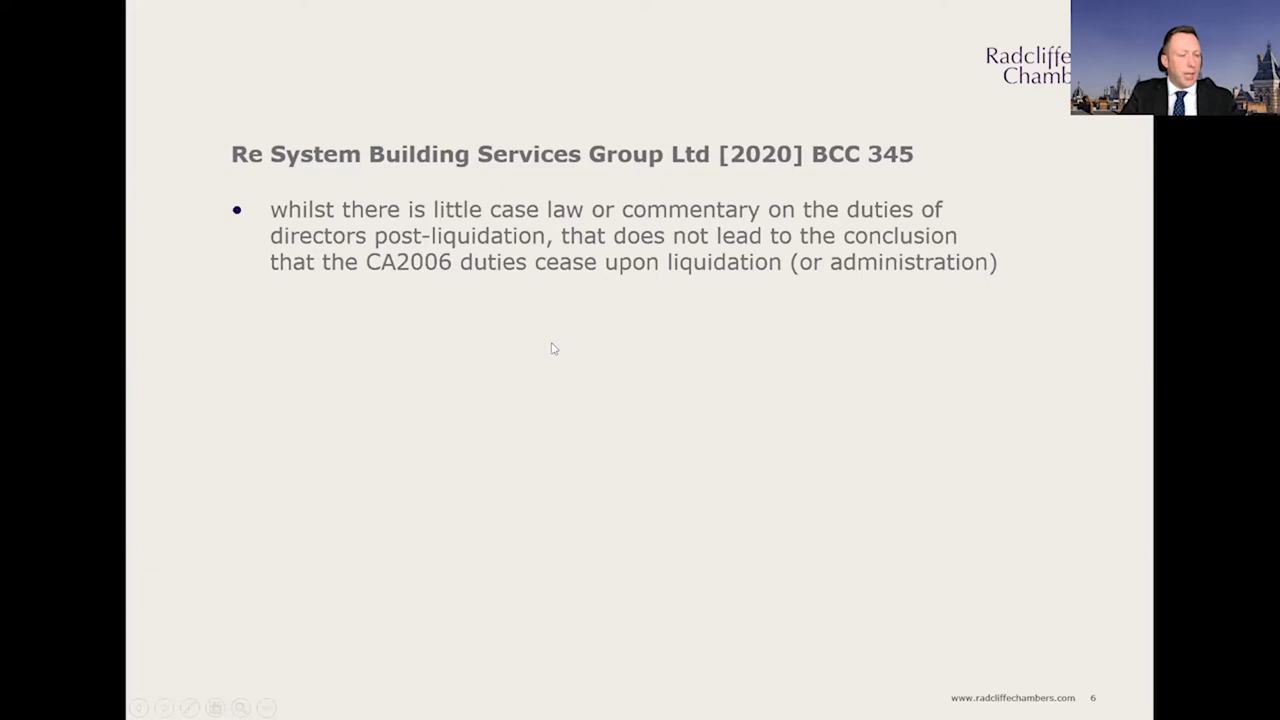 Radcliffe
Chamb
Re System Building Services Group Ltd [2020] BCC 345
whilst there is little case law or commentary on the duties of
directors post-liquidation, that does not lead to the conclusion
that the CA2006 duties cease upon liquidation (or administration)
www.radcliffechambers.com 6